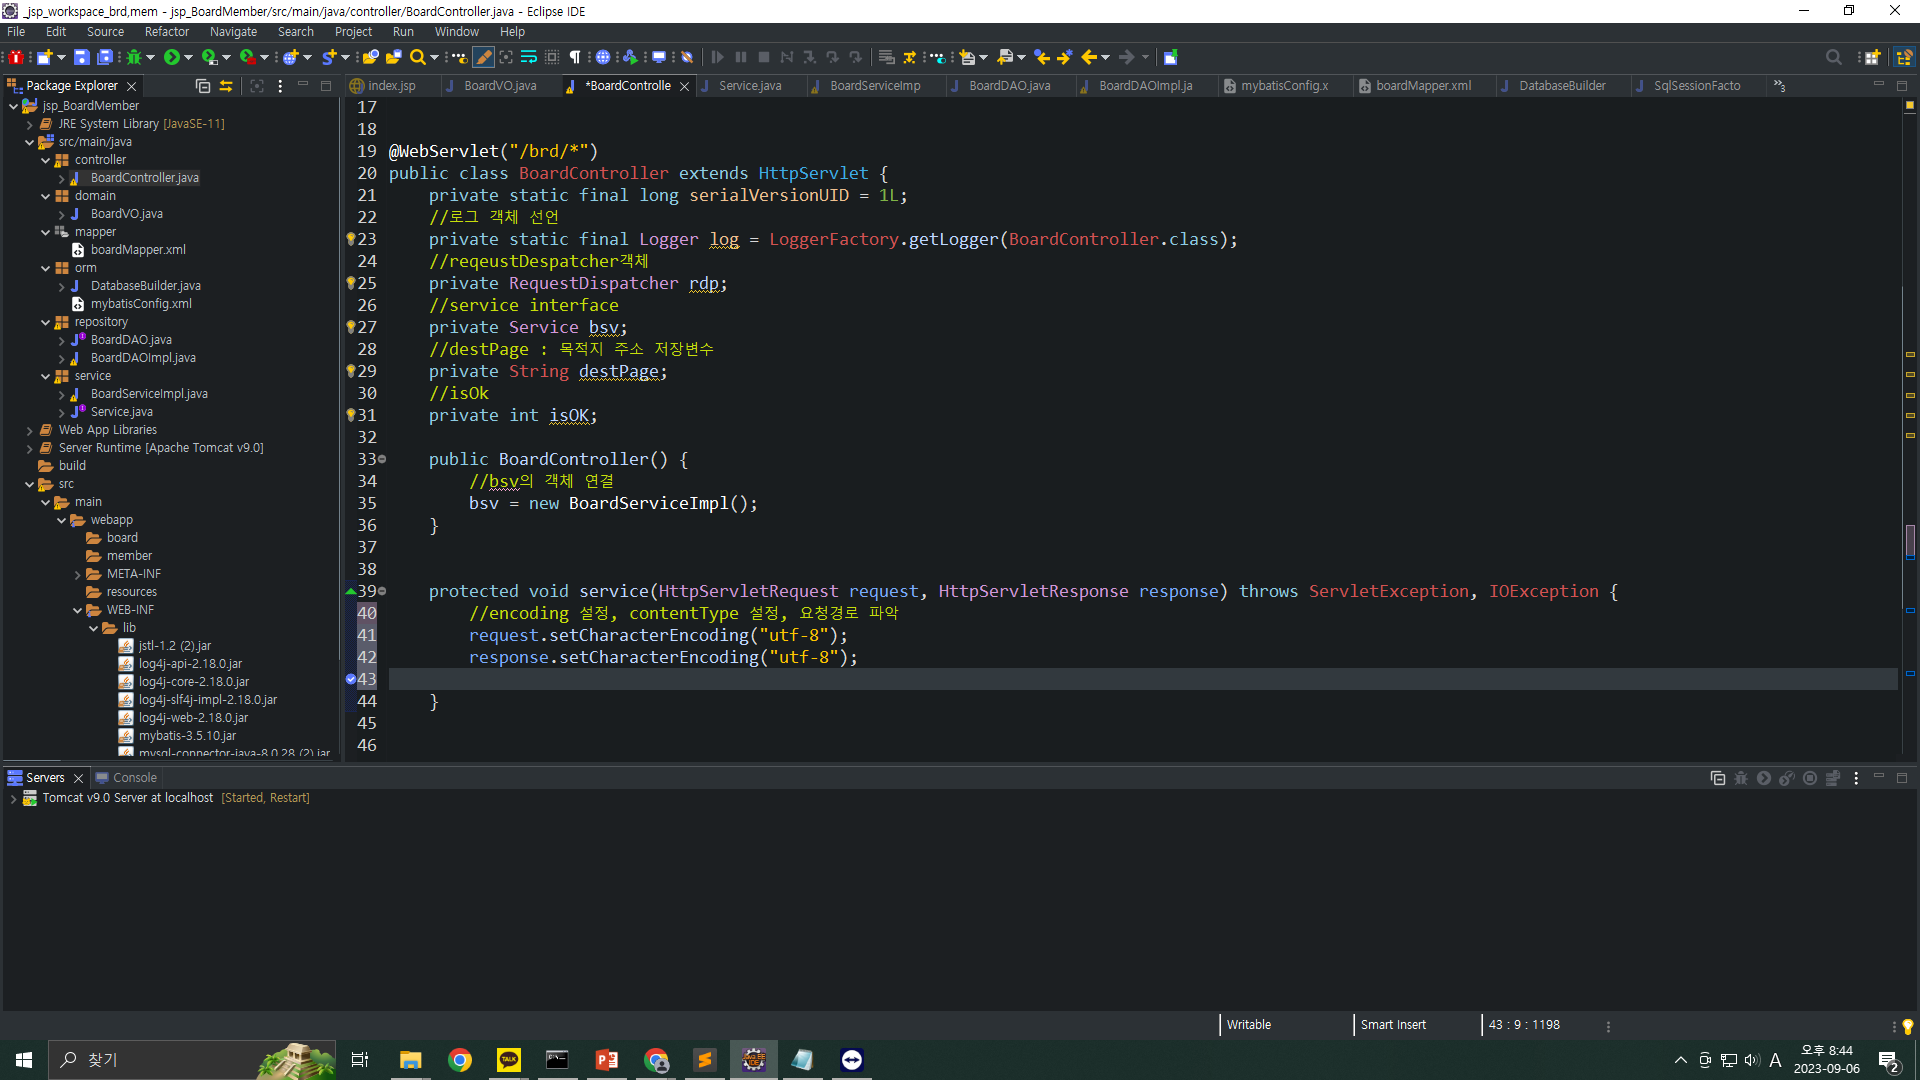 _jsp_workspace_brd,mem - jsp_BoardMember/src/main/java/controller/BoardController.java - Eclipse IDE
File Edit Source Refactor Navigate Search Project Run Window Help
Package Explorer
index.jsp BoardVO.java *BoardControlle Service.java BoardServiceImp BoardDAO.java BoardDAOImpl.ja mybatisConfig.x boardMapper.xml DatabaseBuilder SqlSessionFacto »3
jsp_BoardMember
JRE System Library [JavaSE-11]
src/main/java
controller
BoardController.java
domain
BoardVO.java
mapper
boardMapper.xml
orm
DatabaseBuilder.java
mybatisConfig.xml
repository
BoardDAO.java
BoardDAOImpl.java
service
BoardServiceImpl.java
Service.java
Web App Libraries
Server Runtime [Apache Tomcat v9.0]
build
src
main
webapp
board
member
META-INF
resources
WEB-INF
lib
jstl-1.2 (2).jar
log4j-api-2.18.0.jar
log4j-core-2.18.0.jar
log4j-slf4j-impl-2.18.0.jar
log4j-web-2.18.0.jar
mybatis-3.5.10.jar
mysql-connector-java-8.0.28 (2).jar
17
18
19 @WebServlet("/brd/*")
20 public class BoardController extends HttpServlet {
21 private static final long serialVersionUID = 1L;
22 //로그 객체 선언
23 private static final Logger log = LoggerFactory.getLogger(BoardController.class);
24 //reqeustDespatcher객체
25 private RequestDispatcher rdp;
26 //service interface
27 private Service bsv;
28 //destPage : 목적지 주소 저장변수
29 private String destPage;
30 //isOk
31 private int isOK;
32
33 public BoardController() {
34 //bsv의 객체 연결
35 bsv = new BoardServiceImpl();
36 }
37
38
39 protected void service(HttpServletRequest request, HttpServletResponse response) throws ServletException, IOException {
40 //encoding 설정, contentType 설정, 요청경로 파악
41 request.setCharacterEncoding("utf-8");
42 response.setCharacterEncoding("utf-8");
43
44 }
45
46
Servers Console
Tomcat v9.0 Server at localhost [Started, Restart]
Writable Smart Insert 43 : 9 : 1198
찾기
TALK
A
오후 8:44
2023-09-06
2